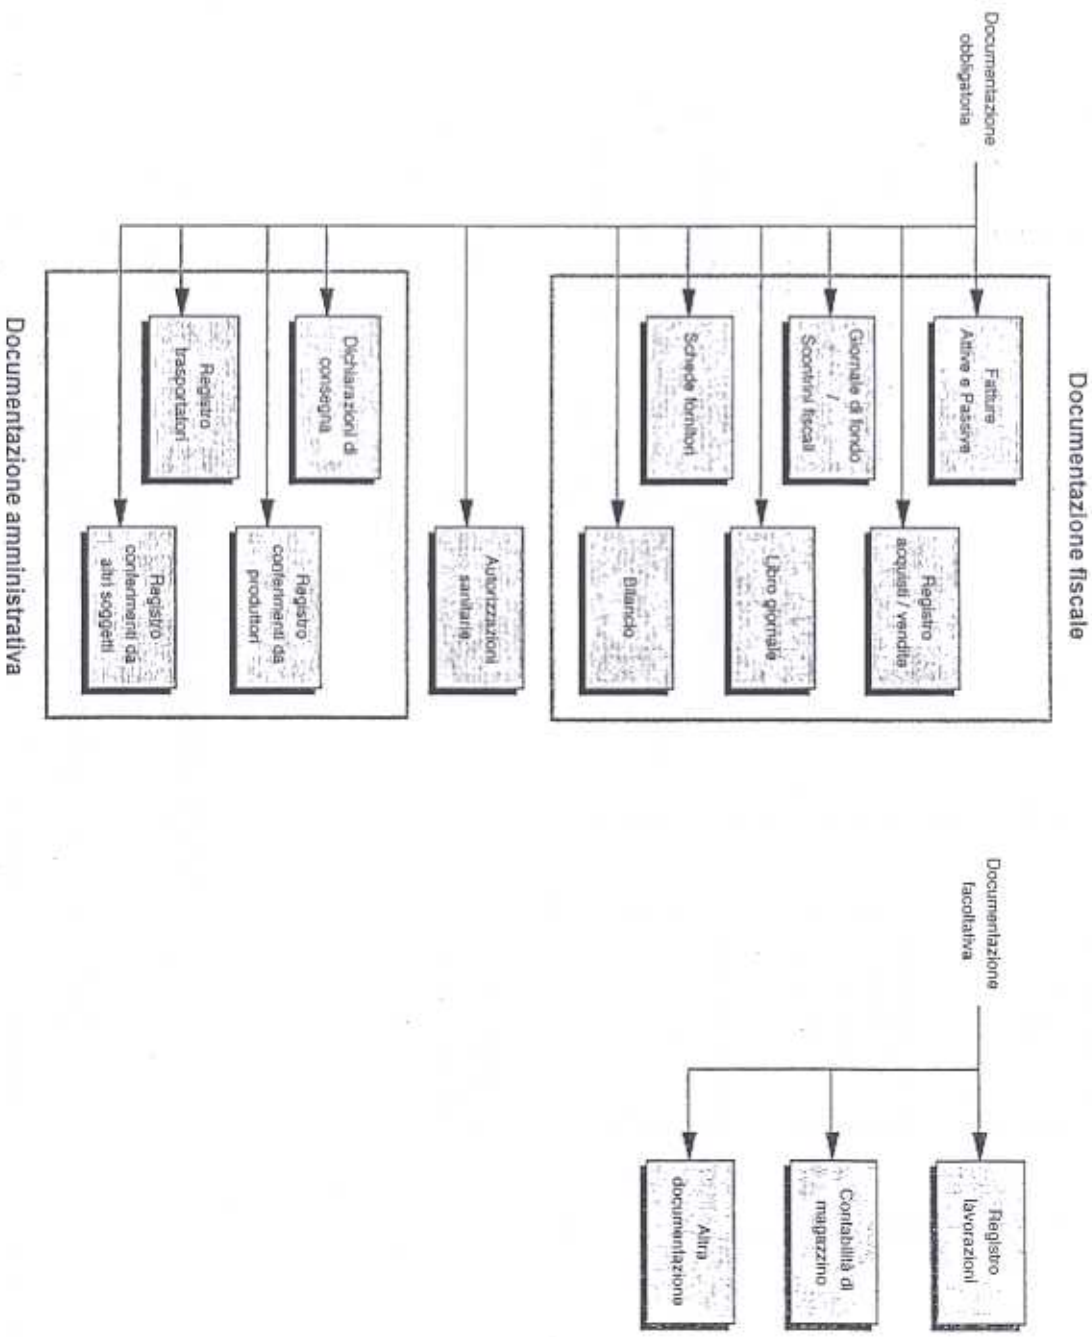 Documentazione fiscale
Documentazione
obbligatoria
Fatture
Attive e Passive
Registro
acquisti / vendita
Giornale di fondo
/
Scontrini fiscali
Libro giornale
Schede fornitori
Bilancio
Autorizzazioni
sanitarie
Dichiarazioni di
consegna
Registro
conferimenti da
produttori
Registro
trasportatori
Registro
conferimenti da
altri soggetti
Documentazione amministrativa
Documentazione
facoltativa
Registro
lavorazioni
Contabilità di
magazzino
Altra
documentazione